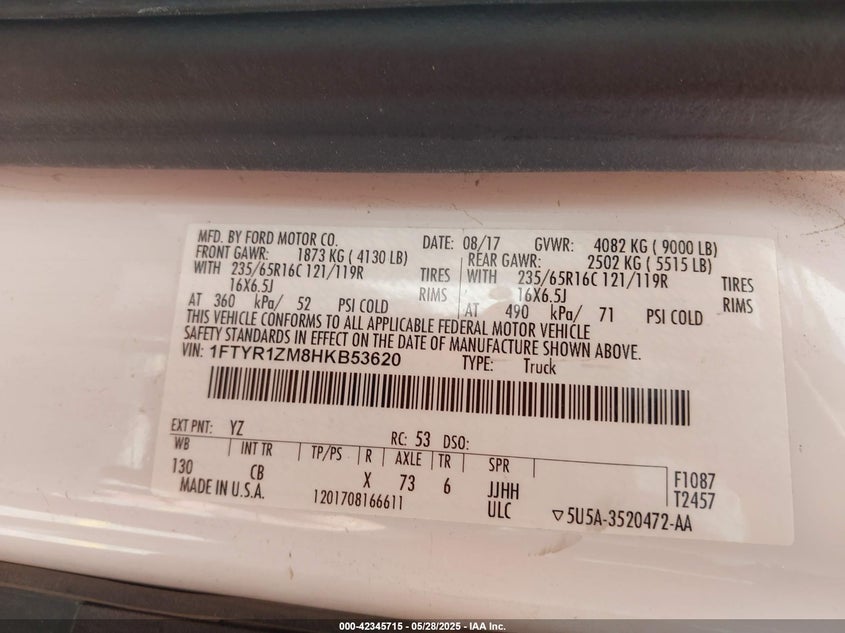 MFD. BY FORD MOTOR CO. DATE: 08/17 GVWR: 4082 KG ( 9000 LB)
FRONT GAWR: 1873 KG ( 4130 LB) REAR GAWR: 2502 KG ( 5515 LB)
WITH 235/65R16C 121/119R TIRES WITH 235/65R16C 121/119R TIRES
16X6.5J RIMS 16X6.5J RIMS
AT 360 kPa/ 52 PSI COLD AT 490 kPa/ 71 PSI COLD
THIS VEHICLE CONFORMS TO ALL APPLICABLE FEDERAL MOTOR VEHICLE
SAFETY STANDARDS IN EFFECT ON THE DATE OF MANUFACTURE SHOWN ABOVE.
VIN: 1FTYR1ZM8HKB53620 TYPE: Truck
EXT PNT: YZ RC: 53 DSO:
WB INT TR TP/PS R AXLE TR SPR
130 CB X 73 6 JJHH F1087
MADE IN U.S.A. 1201708166611 ULC T2457
▽5U5A-3520472-AA
000-42345715 - 05/28/2025 - IAA Inc.